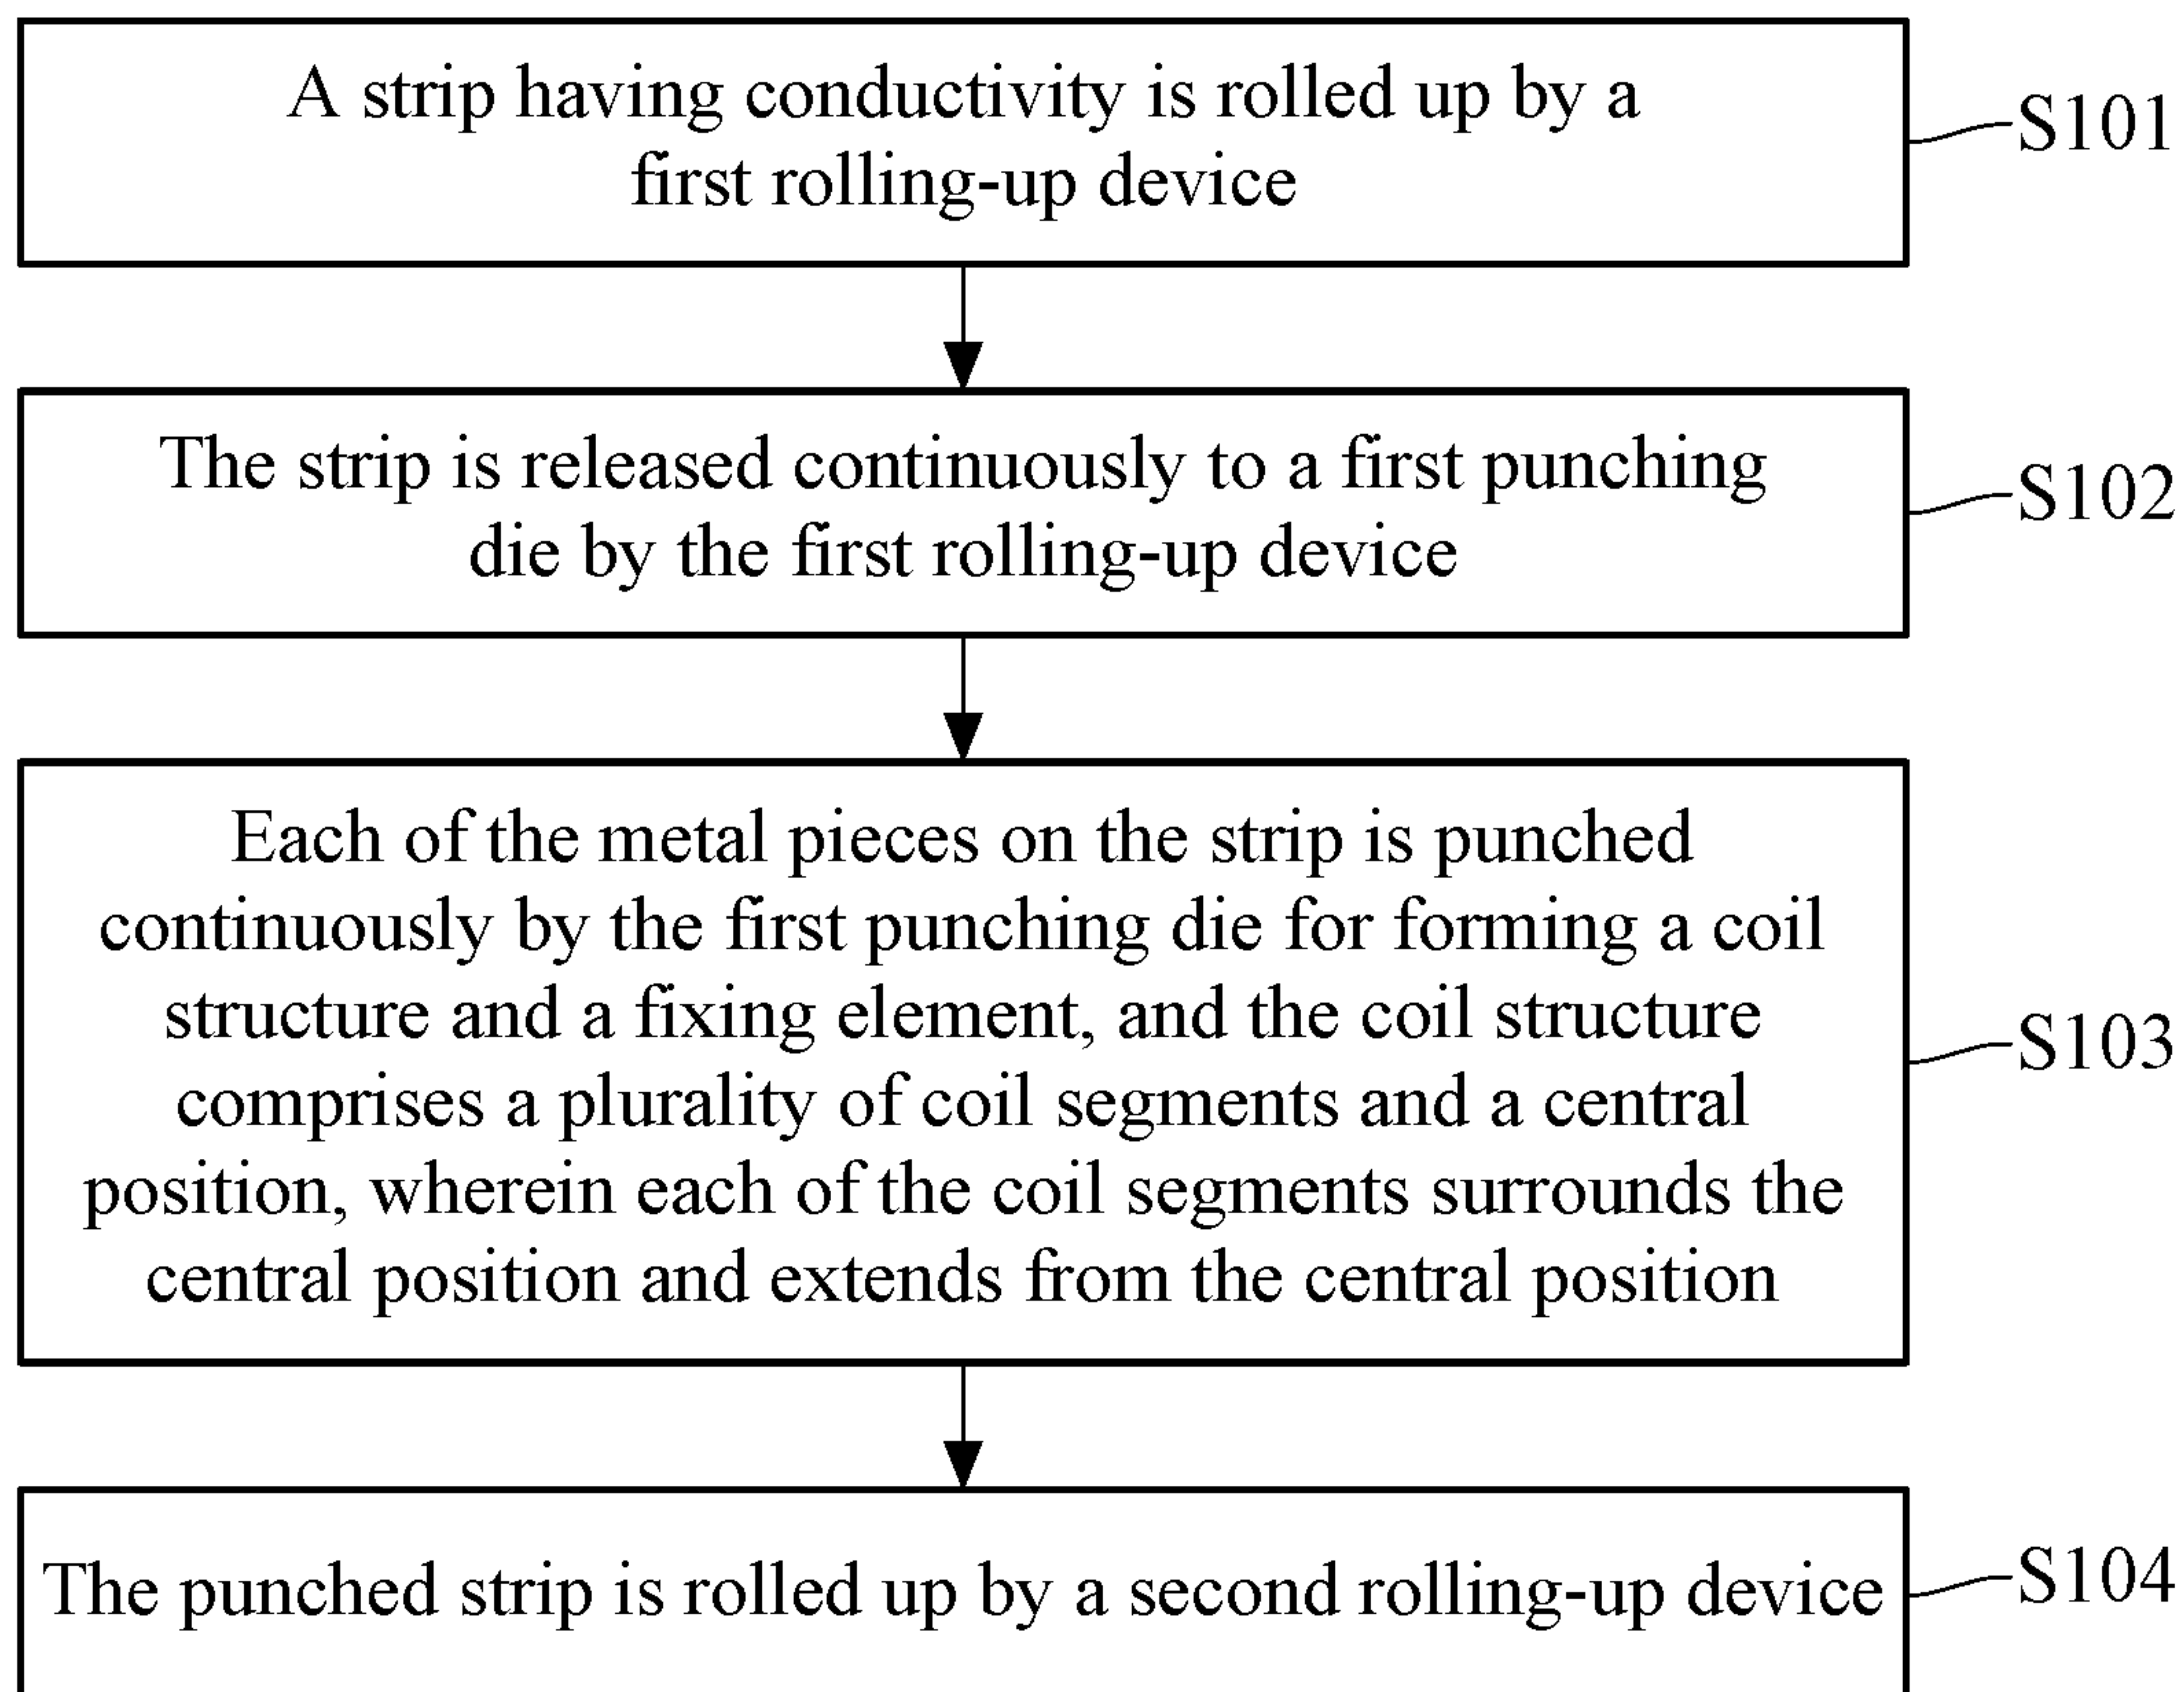 A strip having conductivity is rolled up by a
first rolling-up device
S101
The strip is released continuously to a first punching
die by the first rolling-up device
S102
Each of the metal pieces on the strip is punched
continuously by the first punching die for forming a coil
structure and a fixing element, and the coil structure
comprises a plurality of coil segments and a central
position, wherein each of the coil segments surrounds the
central position and extends from the central position
S103
The punched strip is rolled up by a second rolling-up device
S104